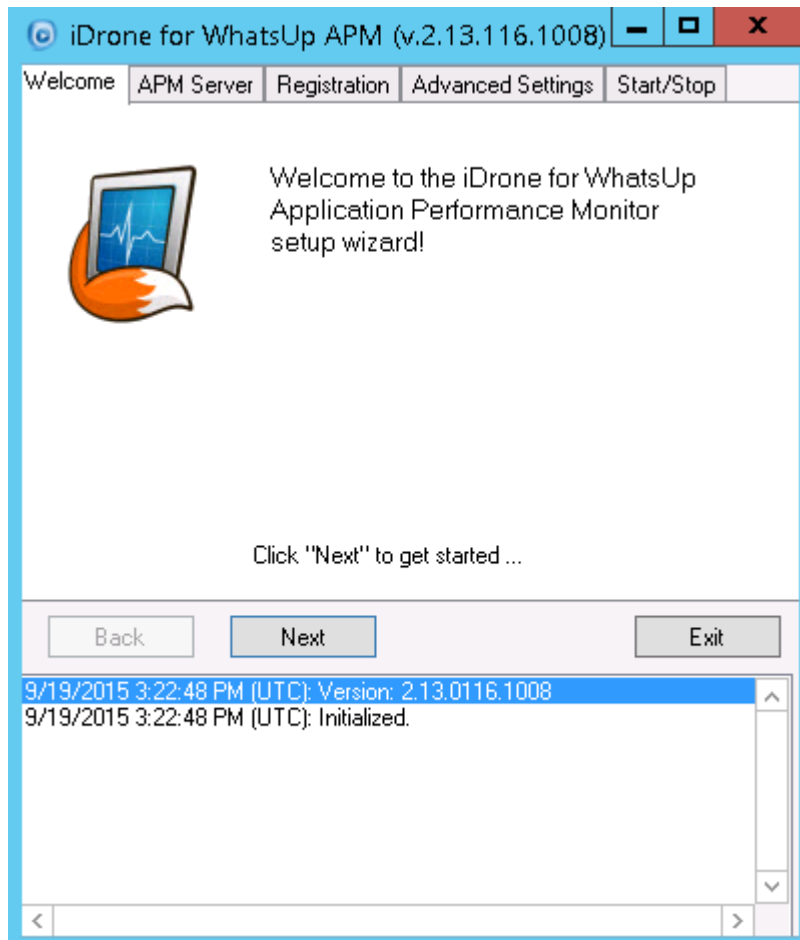 iDrone for WhatsUp APM (v.2.13.116.1008)
Welcome APM Server Registration Advanced Settings Start/Stop
Welcome to the iDrone for WhatsUp
Application Performance Monitor
setup wizard!
Click "Next" to get started ...
Back Next Exit
9/19/2015 3:22:48 PM (UTC): Version: 2.13.0116.1008
9/19/2015 3:22:48 PM (UTC): Initialized.